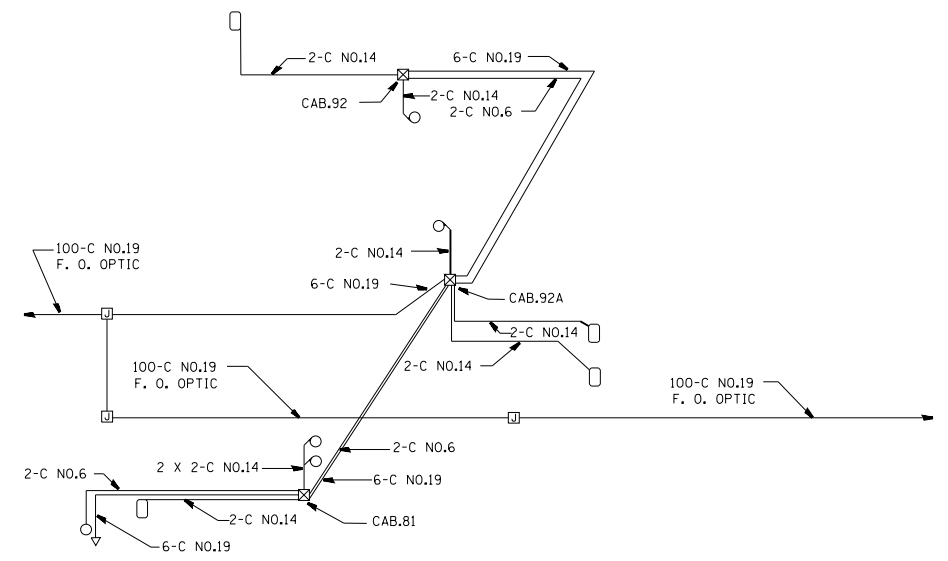 2-C NO.14
6-C NO.19
CAB.92
2-C NO.14
2-C NO.6
2-C NO.14
100-C NO.19
F. O. OPTIC
6-C NO.19
CAB.92A
2-C NO.14
2-C NO.14
100-C NO.19
F. O. OPTIC
100-C NO.19
F. O. OPTIC
J
J
J
2-C NO.6
2 X 2-C NO.14
6-C NO.19
2-C NO.6
2-C NO.14
CAB.81
6-C NO.19